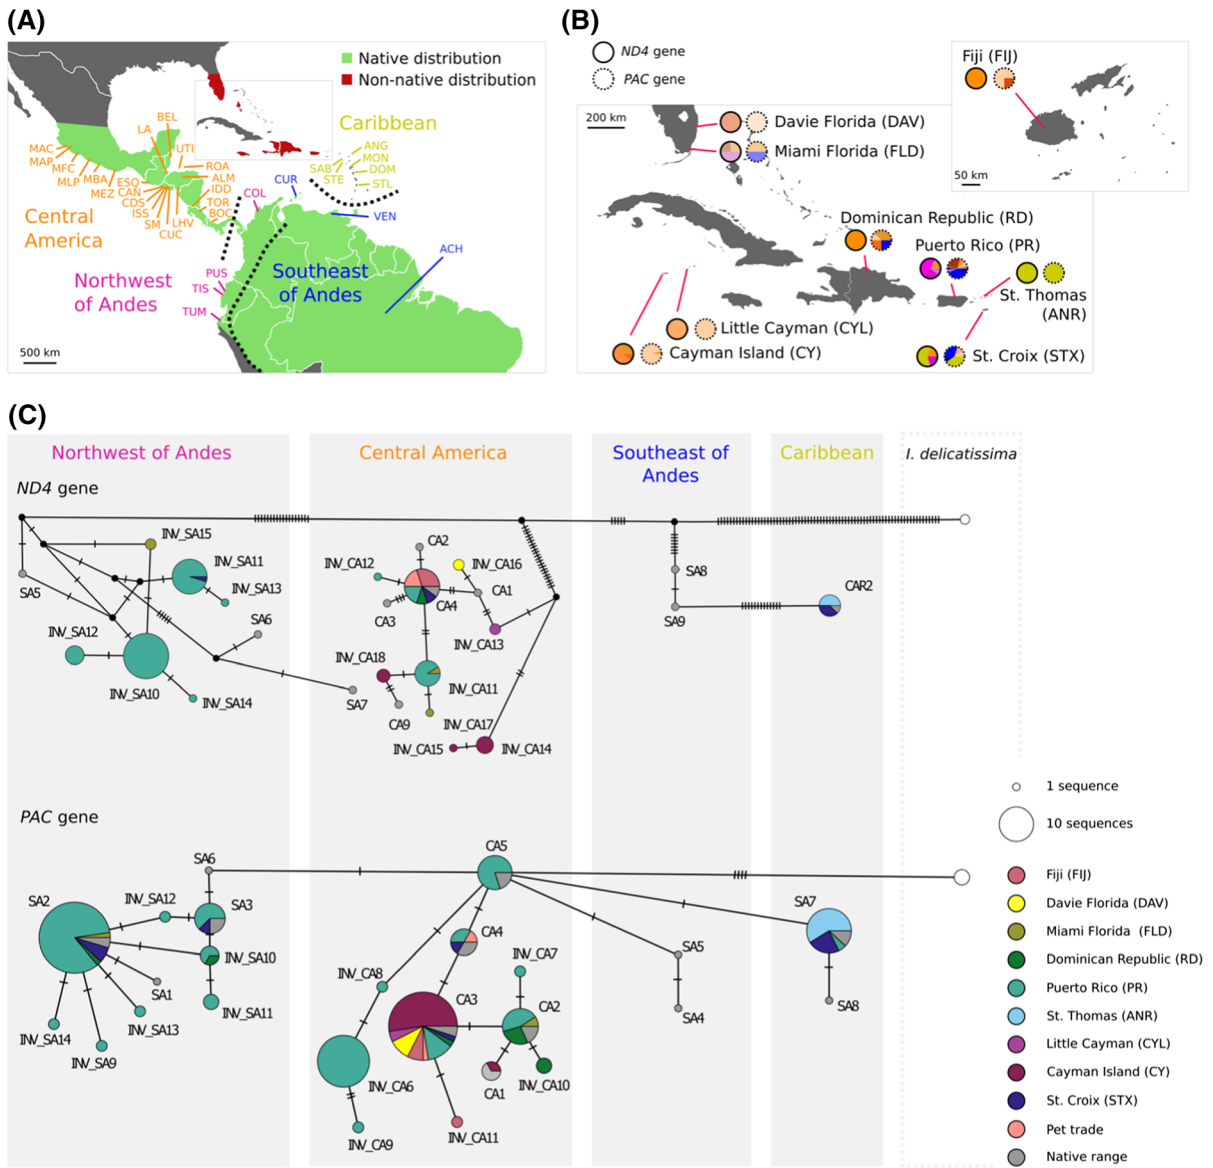 (A)
Native distribution
Non-native distribution
BEL
LA
UTI
MAC
MAP
MFC
MLP
MBA
MEZ
ESQ
CAN
CDS
ISS
SM
CUC
LHV
ROA
ALM
IDD
TOR
BOC
Central
America
Caribbean
ANG
MON
DOM
SAB
STE
STL
COL
CUR
VEN
ACH
Northwest
of Andes
PUS
TIS
TUM
Southeast
of Andes
500 km
(B)
ND4 gene
PAC gene
200 km
Davie Florida (DAV)
Miami Florida (FLD)
Fiji (FIJ)
50 km
Dominican Republic (RD)
Puerto Rico (PR)
St. Thomas
(ANR)
Little Cayman (CYL)
Cayman Island (CY)
St. Croix (STX)
(C)
Northwest of Andes
Central America
Southeast of
Andes
Caribbean
I. delicatissima
ND4 gene
INV_SA15
INV_SA11
INV_SA13
SA5
SA6
INV_SA12
INV_SA10
INV_SA14
SA7
CA2
INV_CA12
INV_CA16
CA1
CA3
CA4
INV_CA13
INV_CA18
INV_CA11
CA9
INV_CA17
INV_CA15
INV_CA14
SA8
SA9
CAR2
PAC gene
SA6
SA2
INV_SA12
SA3
INV_SA10
SA1
INV_SA11
INV_SA13
INV_SA14
INV_SA9
CA5
CA4
INV_CA8
CA3
INV_CA7
CA2
INV_CA6
CA1
INV_CA10
INV_CA9
INV_CA11
SA5
SA4
SA7
SA8
1 sequence
10 sequences
Fiji (FIJ)
Davie Florida (DAV)
Miami Florida (FLD)
Dominican Republic (RD)
Puerto Rico (PR)
St. Thomas (ANR)
Little Cayman (CYL)
Cayman Island (CY)
St. Croix (STX)
Pet trade
Native range